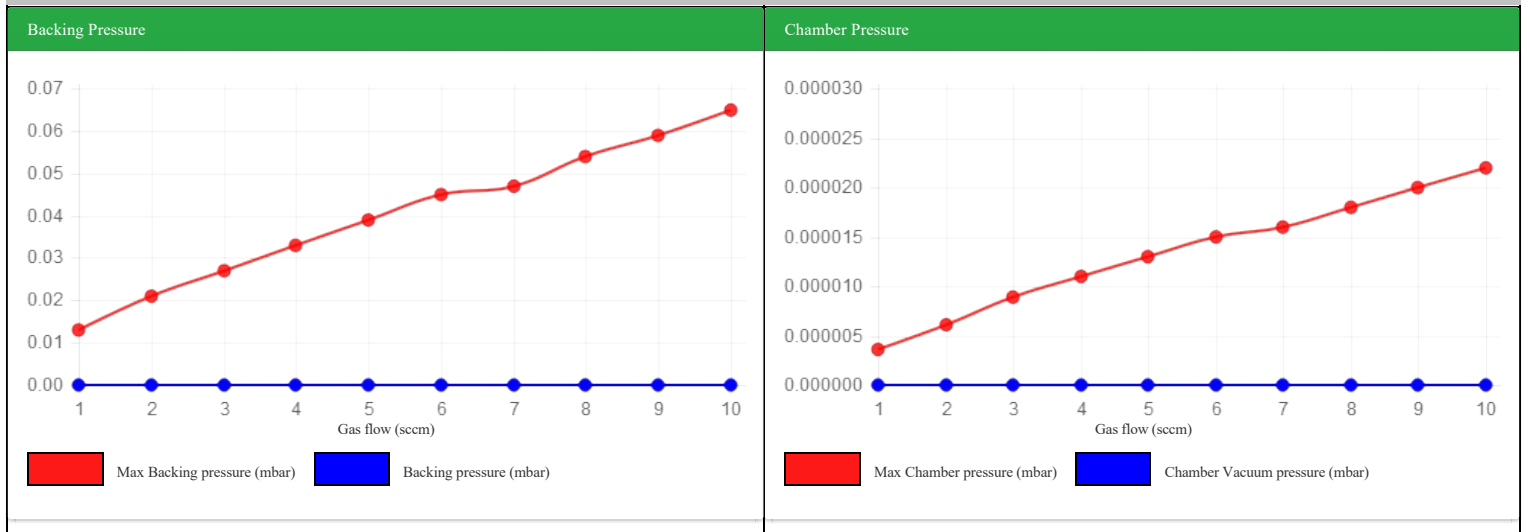 Backing Pressure
0.07
0.06
0.05
0.04
0.03
0.02
0.01
0.00
1 2 3 4 5 6 7 8 9 10
Gas flow (sccm)
Max Backing pressure (mbar) Backing pressure (mbar)
Chamber Pressure
0.000030
0.000025
0.000020
0.000015
0.000010
0.000005
0.000000
1 2 3 4 5 6 7 8 9 10
Gas flow (sccm)
Max Chamber pressure (mbar) Chamber Vacuum pressure (mbar)